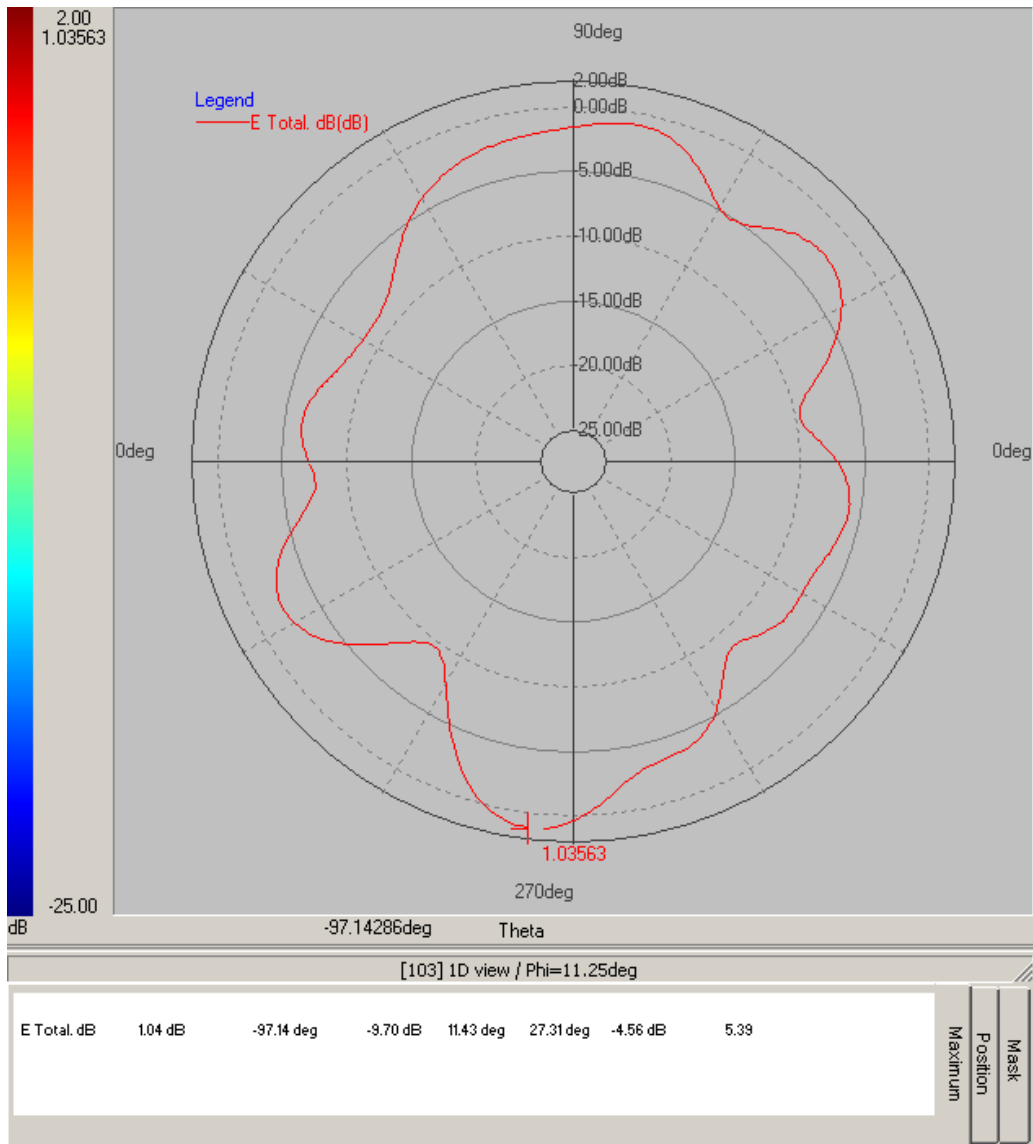 2.00
1.03563
90deg
2.00dB
0.00dB
Legend
E Total. dB(dB)
-5.00dB
-10.00dB
-15.00dB
-20.00dB
-25.00dB
0deg
0deg
1.03563
270deg
-25.00
dB
-97.14286deg
Theta
[103] 1D view / Phi=11.25deg
E Total. dB 1.04 dB -97.14 deg -9.70 dB 11.43 deg 27.31 deg -4.56 dB 5.39
Maximum
Position
Mask